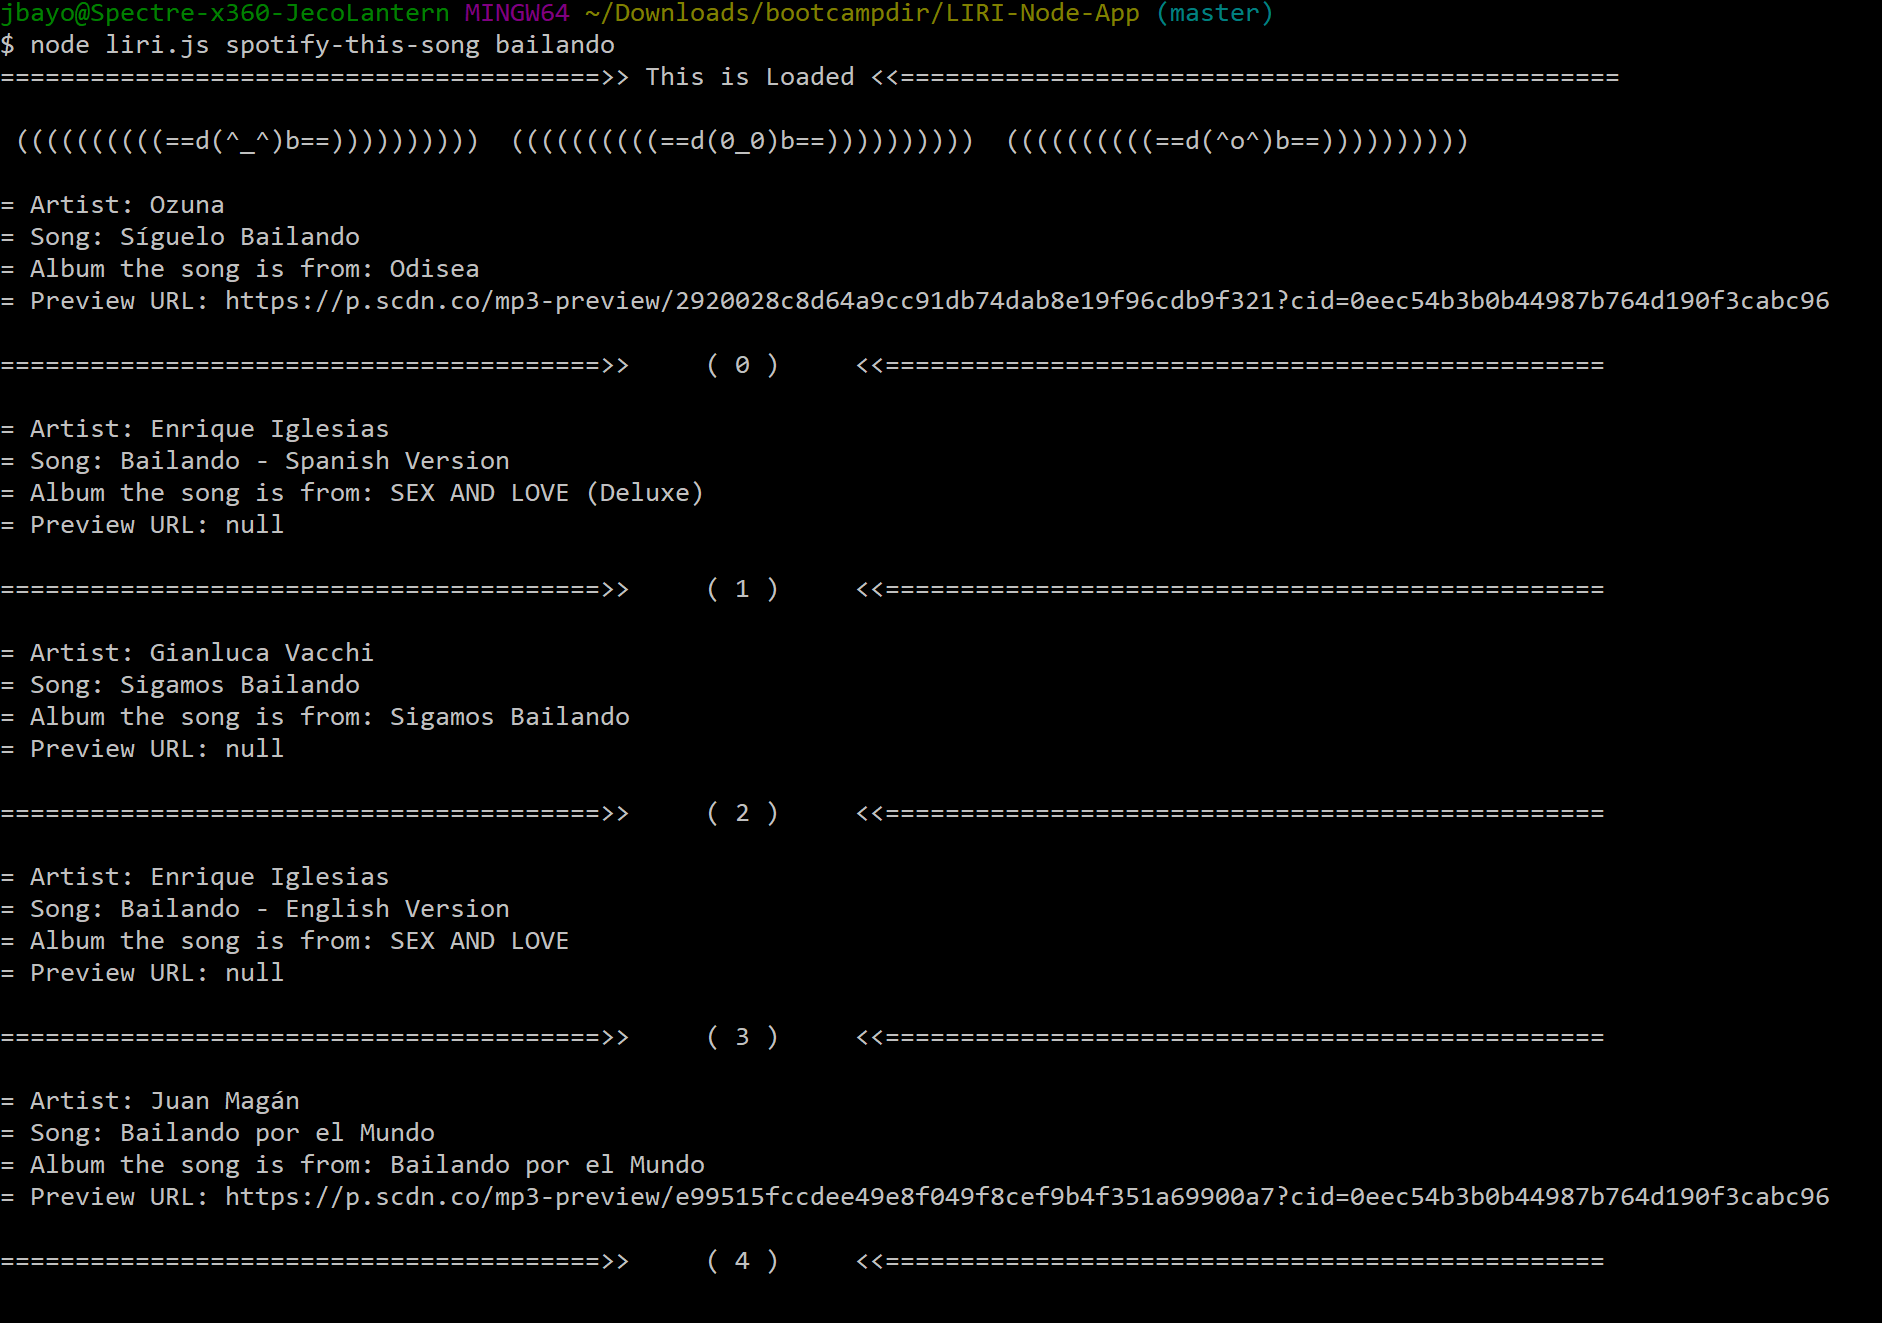 jbayo@Spectre-x360-JecoLantern MINGW64 ~/Downloads/bootcampdir/LIRI-Node-App (master)
$ node liri.js spotify-this-song bailando
========================================>> This is Loaded <<================================================
((((((((((==d(^_^)b==))))))))))  ((((((((((==d(0_0)b==))))))))))  ((((((((((==d(^o^)b==))))))))))
= Artist: Ozuna
= Song: Síguelo Bailando
= Album the song is from: Odisea
= Preview URL: https://p.scdn.co/mp3-preview/2920028c8d64a9cc91db74dab8e19f96cdb9f321?cid=0eec54b3b0b44987b764d190f3cabc96
========================================>>     ( 0 )     <<================================================
= Artist: Enrique Iglesias
= Song: Bailando - Spanish Version
= Album the song is from: SEX AND LOVE (Deluxe)
= Preview URL: null
========================================>>     ( 1 )     <<================================================
= Artist: Gianluca Vacchi
= Song: Sigamos Bailando
= Album the song is from: Sigamos Bailando
= Preview URL: null
========================================>>     ( 2 )     <<================================================
= Artist: Enrique Iglesias
= Song: Bailando - English Version
= Album the song is from: SEX AND LOVE
= Preview URL: null
========================================>>     ( 3 )     <<================================================
= Artist: Juan Magán
= Song: Bailando por el Mundo
= Album the song is from: Bailando por el Mundo
= Preview URL: https://p.scdn.co/mp3-preview/e99515fccdee49e8f049f8cef9b4f351a69900a7?cid=0eec54b3b0b44987b764d190f3cabc96
========================================>>     ( 4 )     <<================================================